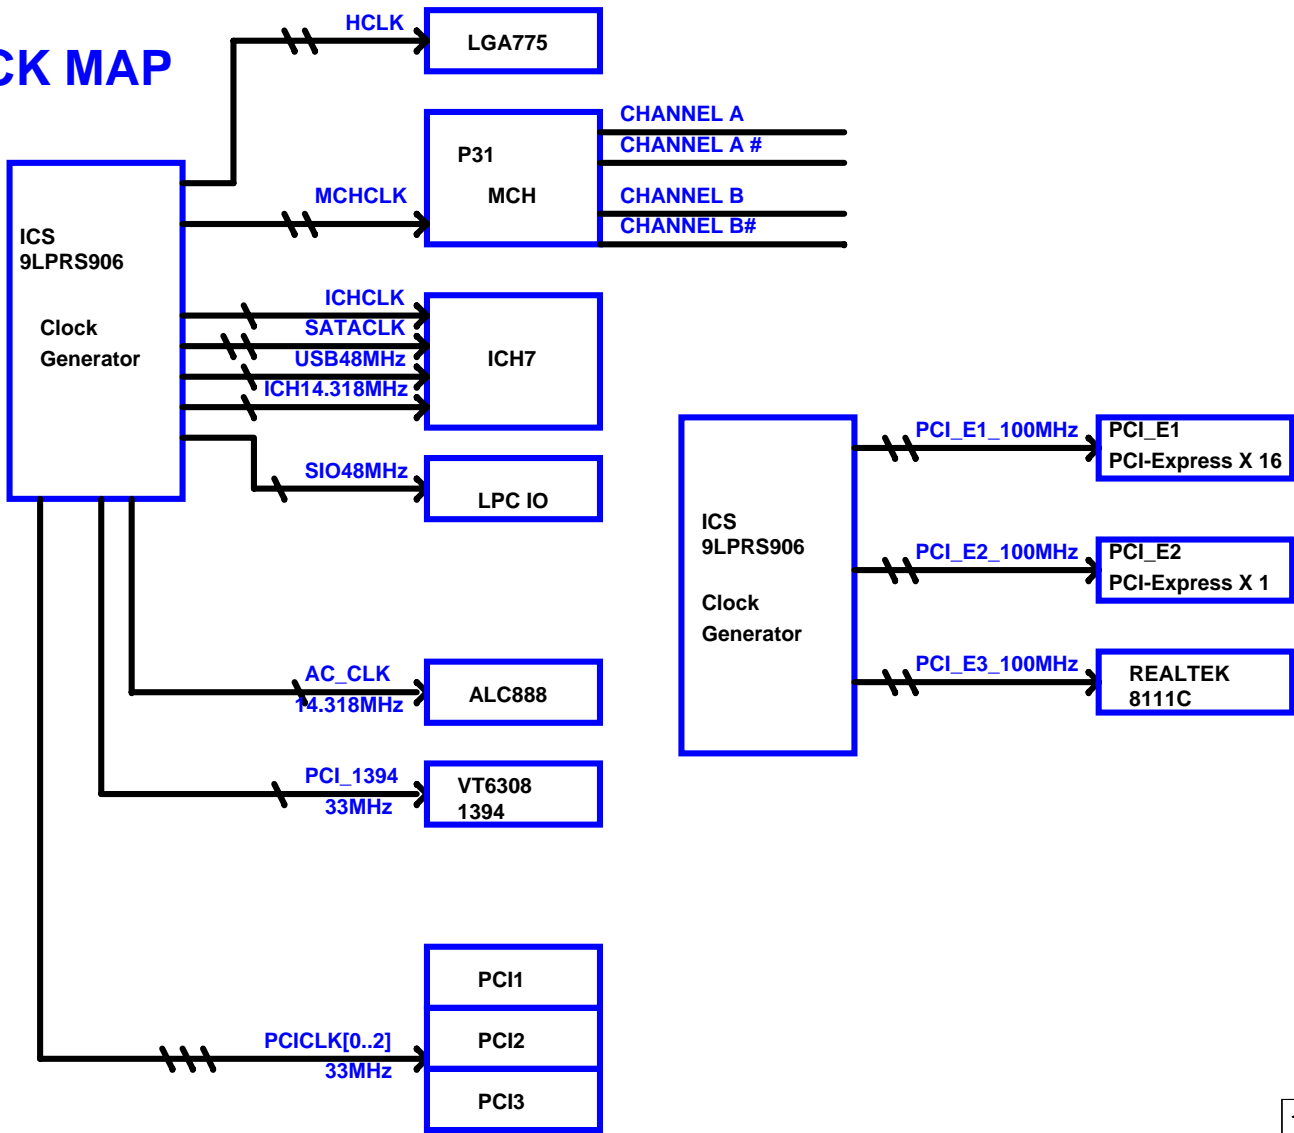 CK MAP
HCLK
LGA775
P31
MCH
CHANNEL A
CHANNEL A #
CHANNEL B
CHANNEL B#
MCHCLK
ICS
9LPRS906
Clock
Generator
ICHCLK
SATACLK
USB48MHz
ICH14.318MHz
ICH7
SIO48MHz
LPC IO
AC_CLK
14.318MHz
ALC888
PCI_1394
33MHz
VT6308
1394
PCICLK[0..2]
33MHz
PCI1
PCI2
PCI3
ICS
9LPRS906
Clock
Generator
PCI_E1_100MHz
PCI_E1
PCI-Express X 16
PCI_E2_100MHz
PCI_E2
PCI-Express X 1
PCI_E3_100MHz
REALTEK
8111C